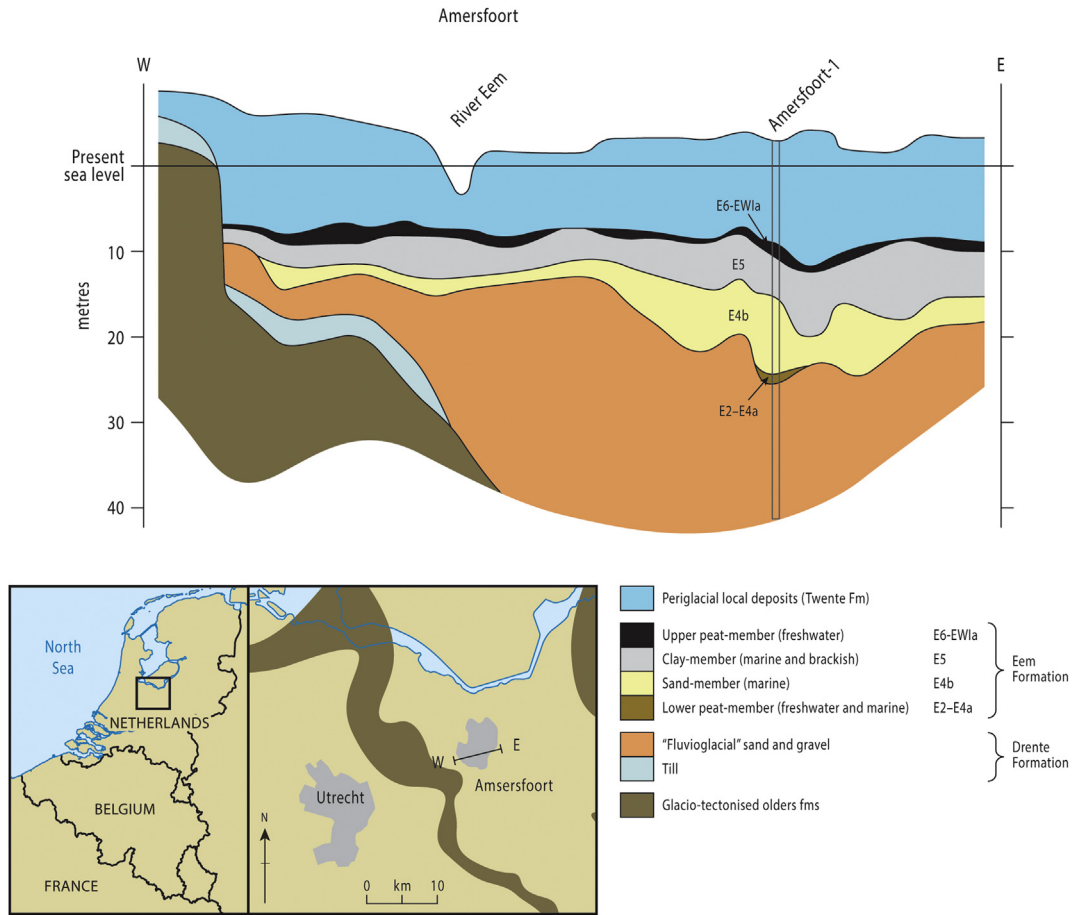 Amersfoort
W
River Eem
Amersfoort-1
E
Present
sea level
E6-EWIa
10
E5
metres
E4b
20
E2–E4a
30
40
North
Sea
NETHERLANDS
BELGIUM
FRANCE
W
E
Amsersfoort
Utrecht
N
0 km 10
Periglacial local deposits (Twente Fm)
Upper peat-member (freshwater) E6-EWIa
Clay-member (marine and brackish) E5
Sand-member (marine) E4b
Lower peat-member (freshwater and marine) E2–E4a
Eem
Formation
“Fluvioglacial” sand and gravel
Till
Drente
Formation
Glacio-tectonised olders fms